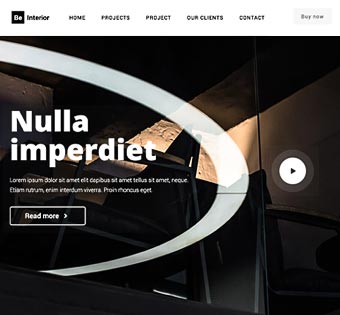 Be Interior
HOME PROJECTS PROJECT OUR CLIENTS CONTACT
Buy now
Nulla
imperdiet
Lorem ipsum dolor sit amet elit dapibus sit amet tellus sit amet, neque.
Etiam rutrum, enim interdum viverra. Proin rhoncus eget.
Read more